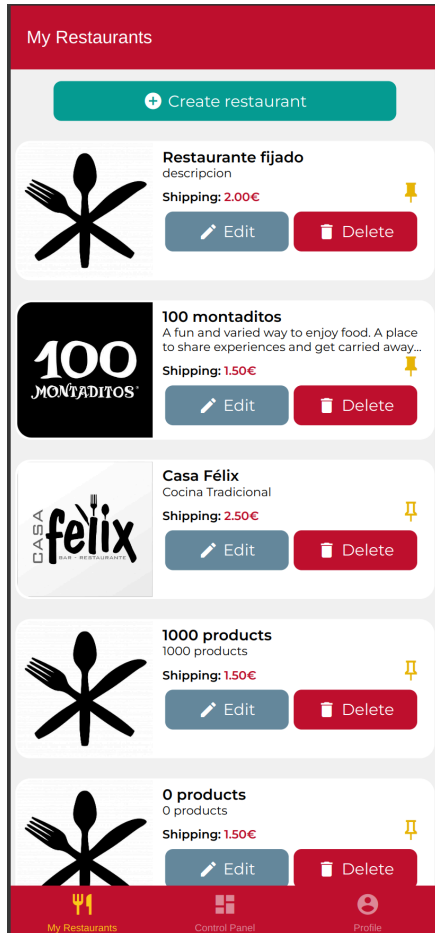 My Restaurants
Create restaurant
Restaurante fijado
descripcion
Shipping: 2.00€
Edit
Delete
100 montaditos
A fun and varied way to enjoy food. A place
to share experiences and get carried away...
Shipping: 1.50€
Edit
Delete
100
MONTADITOS
Casa Félix
Cocina Tradicional
Shipping: 2.50€
Edit
Delete
CASA
felix
BAR - RESTAURANTE
1000 products
1000 products
Shipping: 1.50€
Edit
Delete
0 products
0 products
Shipping: 1.50€
Edit
Delete
My Restaurants
Control Panel
Profile